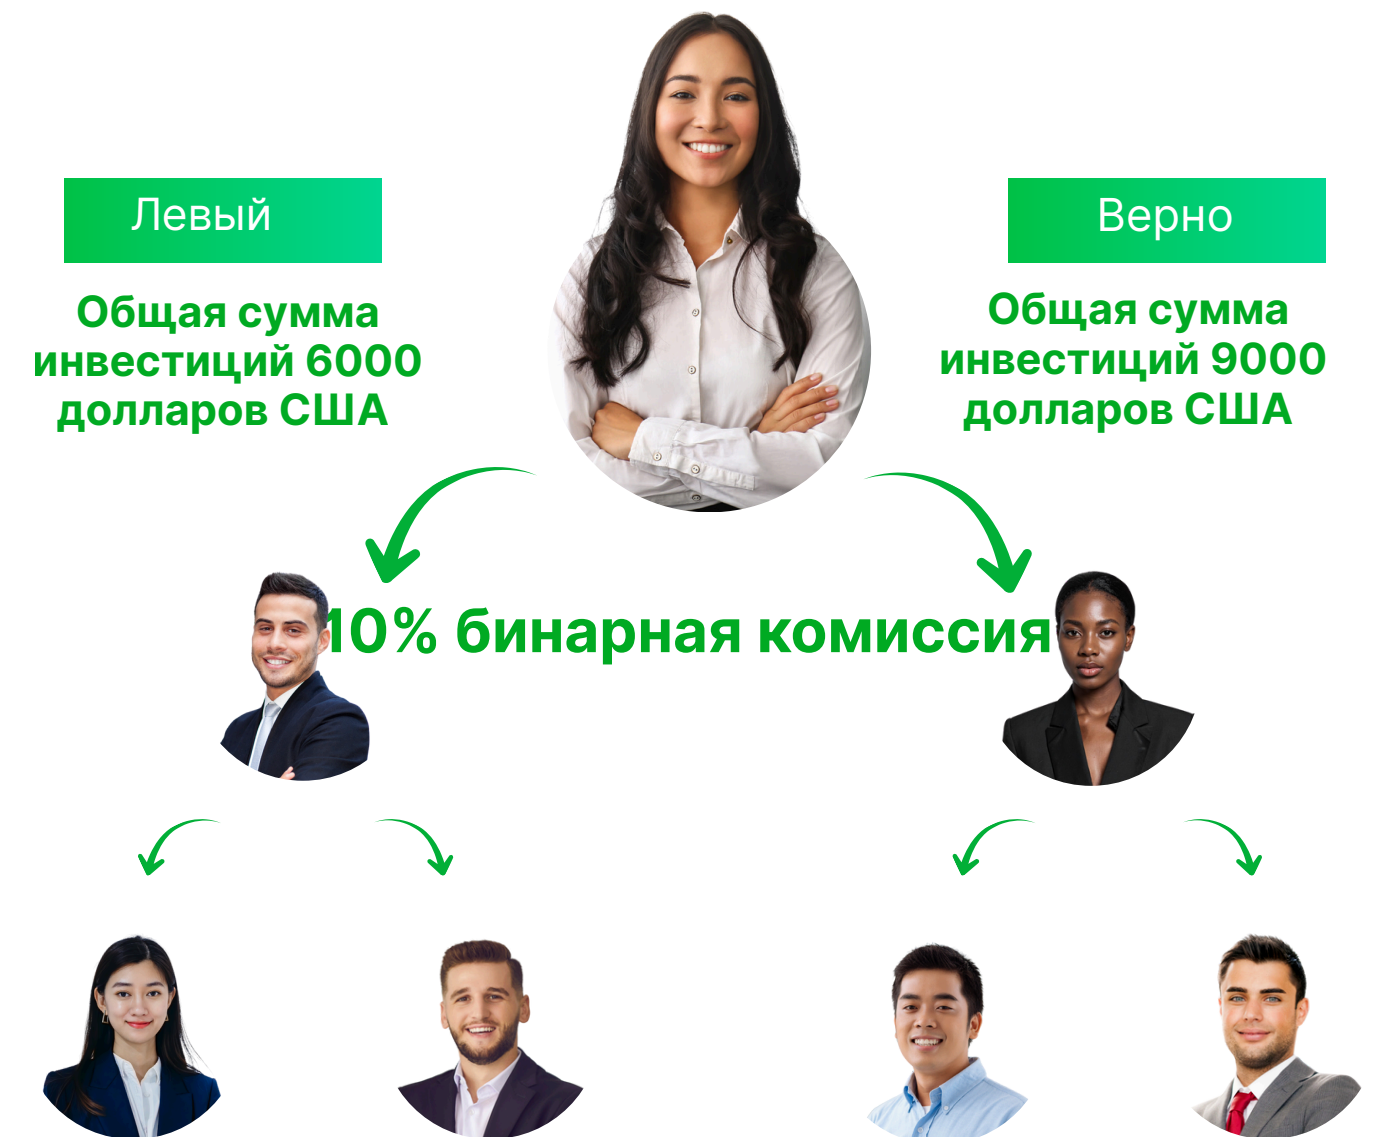 Левый
Общая сумма
инвестиций 6000
долларов США
Верно
Общая сумма
инвестиций 9000
долларов США
10% бинарная комиссия